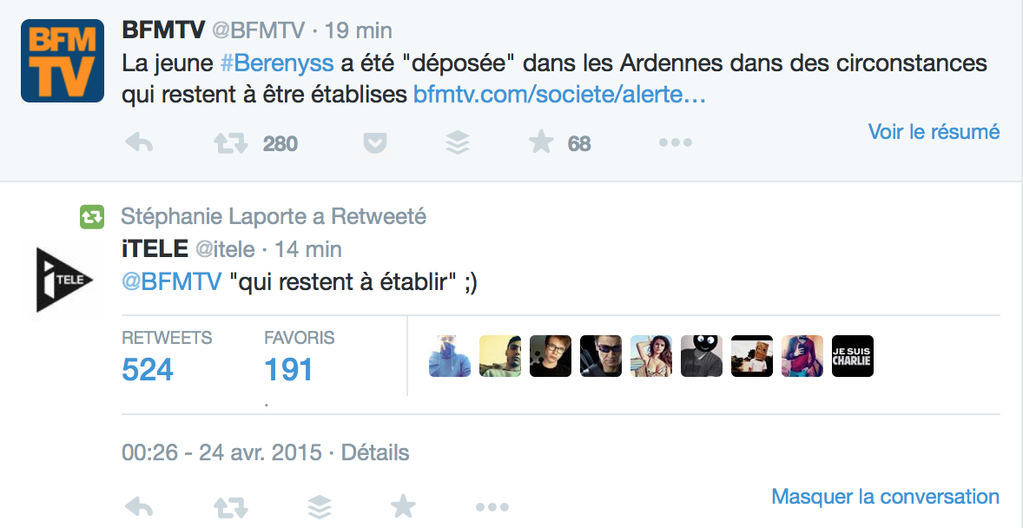 BFM
TV
BFMTV @BFMTV · 19 min
La jeune #Berenyss a été "déposée" dans les Ardennes dans des circonstances
qui restent à être établises bfmtv.com/societe/alerte…
280 68
Voir le résumé
Stéphanie Laporte a Retweeté
iTELE
iTELE @itele · 14 min
@BFMTV "qui restent à établir" ;)
RETWEETS FAVORIS
524 191
JE SUIS
CHARLIE
00:26 - 24 avr. 2015 · Détails
Masquer la conversation